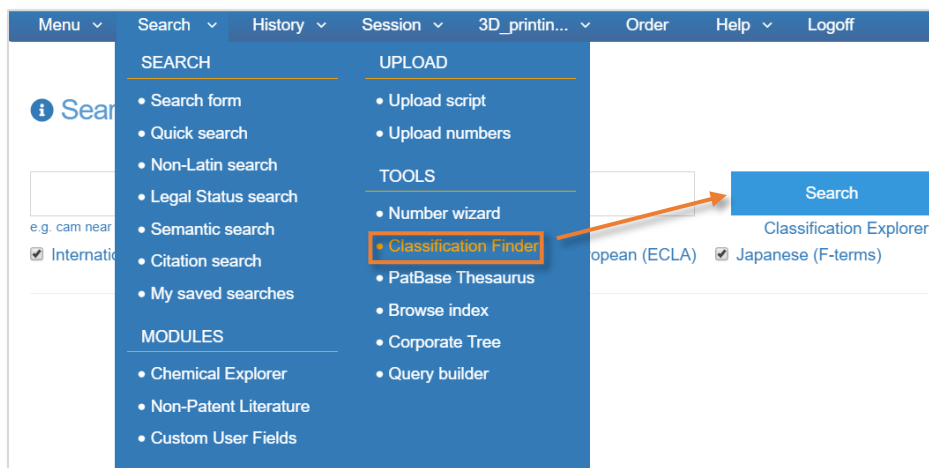 Menu Search History Session 3D_printin... Order Help Logoff
SEARCH
• Search form
• Quick search
• Non-Latin search
• Legal Status search
• Semantic search
• Citation search
• My saved searches
MODULES
• Chemical Explorer
• Non-Patent Literature
• Custom User Fields
UPLOAD
• Upload script
• Upload numbers
TOOLS
• Number wizard
• Classification Finder
• PatBase Thesaurus
• Browse index
• Corporate Tree
• Query builder
Sear
Search
e.g. cam near
Classification Explorer
Internatio
opean (ECLA) Japanese (F-terms)